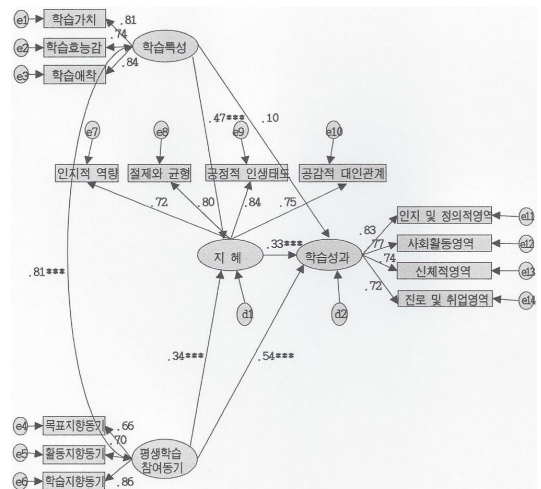 e1
학습가치
.81
e2
학습효능감
.74
학습특성
e3
학습애착
.84
.47***
.10
e7
e8
e9
e10
인지적 역량
절제와 균형
긍정적 인생태도
공감적 대인관계
.72
.80
.84
.75
인지 및 정의적영역
e11
.83
사회활동영역
e12
.77
신체적영역
e13
.74
진로 및 취업영역
e14
.72
지 혜
.33***
학습성과
.81***
d1
d2
.34***
.54***
e4
목표지향동기
.66
e5
활동지향동기
.70
평생학습
참여동기
e6
학습지향동기
.86